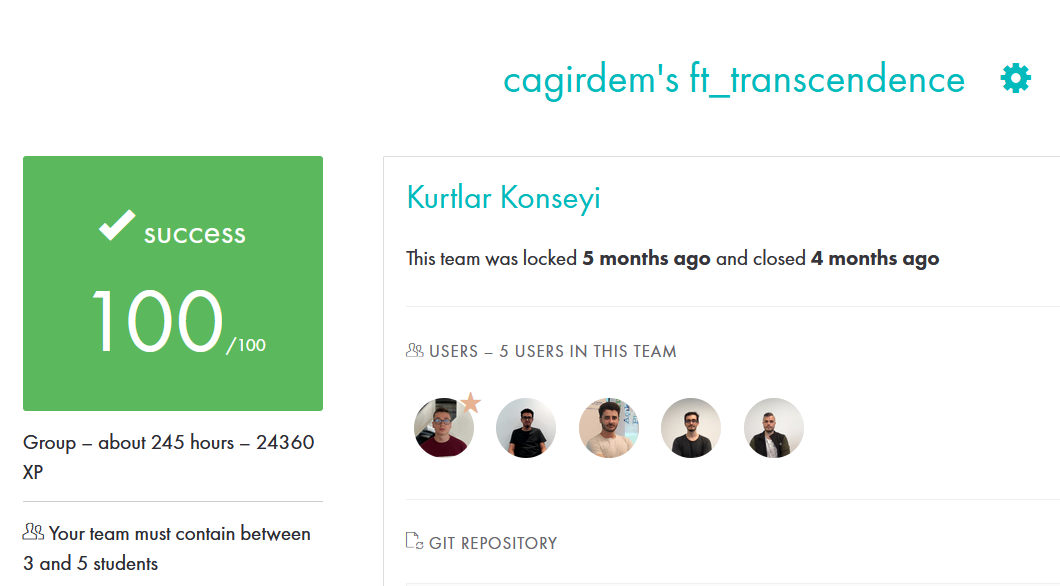 cagirdem's ft_transcendence
success
100/100
Group – about 245 hours – 24360
XP
Your team must contain between
3 and 5 students
Kurtlar Konseyi
This team was locked 5 months ago and closed 4 months ago
USERS – 5 USERS IN THIS TEAM
GIT REPOSITORY